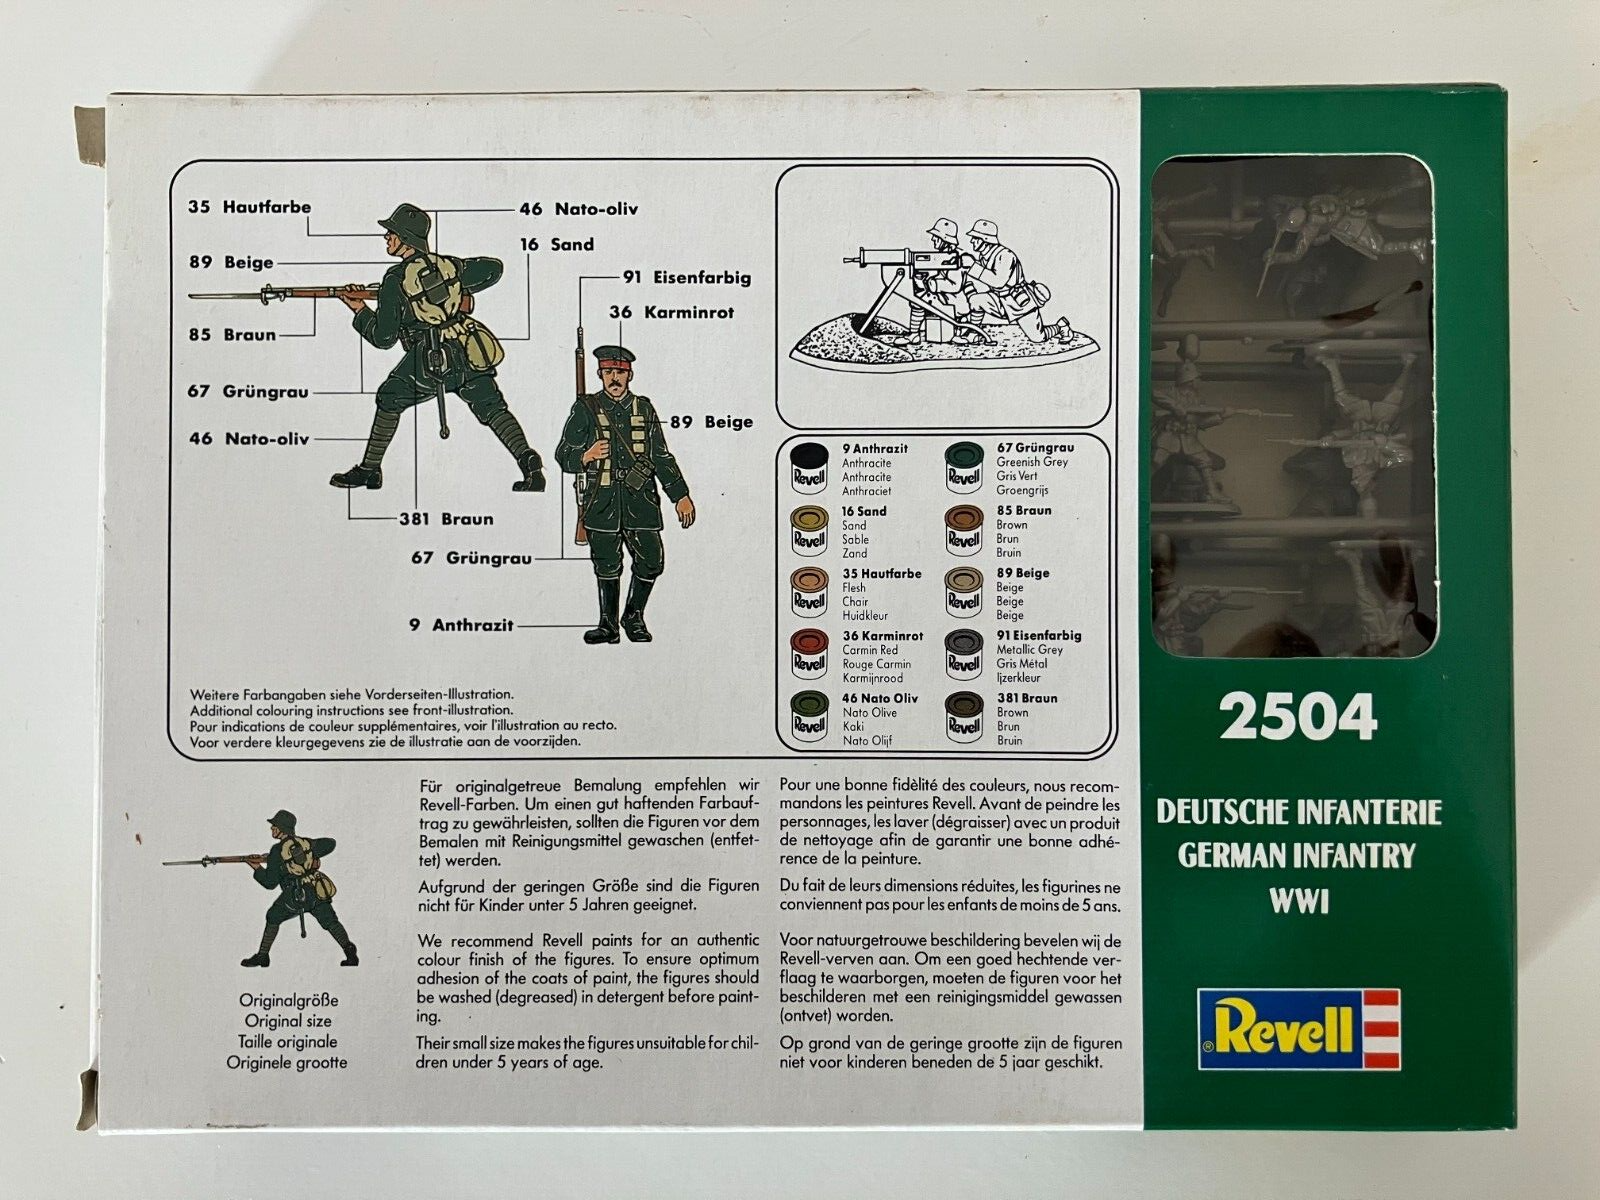 35 Hautfarbe
46 Nato-oliv
16 Sand
89 Beige
91 Eisenfarbig
36 Karminrot
85 Braun
67 Grüngrau
89 Beige
46 Nato-oliv
381 Braun
67 Grüngrau
9 Anthrazit
Weitere Farbangaben siehe Vorderseiten-Illustration.
Additional colouring instructions see front-illustration.
Pour indications de couleur supplémentaires, voir l'illustration au recto.
Voor verdere kleurgegevens zie de illustratie aan de voorzijden.
Revell
9 Anthrazit
Anthracite
Anthracite
Anthraciet
Revell
16 Sand
Sand
Sable
Zand
Revell
35 Hautfarbe
Flesh
Chair
Huidkleur
Revell
36 Karminrot
Carmin Red
Rouge Carmin
Karmijnrood
Revell
46 Nato Oliv
Nato Olive
Kaki
Nato Olijf
Revell
67 Grüngrau
Greenish Grey
Gris Vert
Groengrijs
Revell
85 Braun
Brown
Brun
Bruin
Revell
89 Beige
Beige
Beige
Beige
Revell
91 Eisenfarbig
Metallic Grey
Gris Métal
Ijzerkleur
Revell
381 Braun
Brown
Brun
Bruin
Originalgröße
Original size
Taille originale
Originele grootte
Für originalgetreue Bemalung empfehlen wir
Revell-Farben. Um einen gut haftenden Farbauf-
trag zu gewährleisten, sollten die Figuren vor dem
Bemalen mit Reinigungsmittel gewaschen (entfet-
tet) werden.
Aufgrund der geringen Größe sind die Figuren
nicht für Kinder unter 5 Jahren geeignet.
We recommend Revell paints for an authentic
colour finish of the figures. To ensure optimum
adhesion of the coats of paint, the figures should
be washed (degreased) in detergent before paint-
ing.
Their small size makes the figures unsuitable for chil-
dren under 5 years of age.
Pour une bonne fidèlité des couleurs, nous recom-
mandons les peintures Revell. Avant de peindre les
personnages, les laver (dégraisser) avec un produit
de nettoyage afin de garantir une bonne adhé-
rence de la peinture.
Du fait de leurs dimensions réduites, les figurines ne
conviennent pas pour les enfants de moins de 5 ans.
Voor natuurgetrouwe beschildering bevelen wij de
Revell-verven aan. Om een goed hechtende ver-
flaag te waarborgen, moeten de figuren voor het
beschilderen met een reinigingsmiddel gewassen
(ontvet) worden.
Op grond van de geringe grootte zijn de figuren
niet voor kinderen beneden de 5 jaar geschikt.
2504
DEUTSCHE INFANTERIE
GERMAN INFANTRY
WWI
®Revell